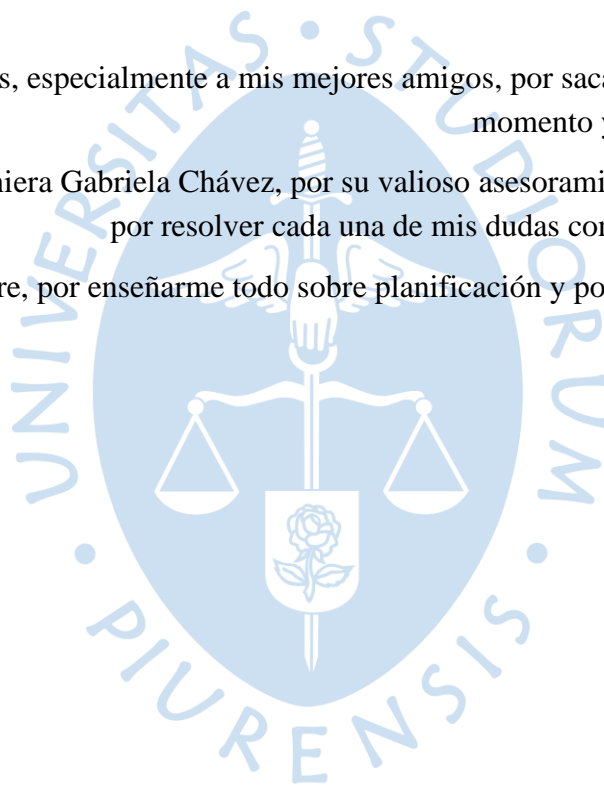 s, especialmente a mis mejores amigos, por saca
momento y
niera Gabriela Chávez, por su valioso asesorami
por resolver cada una de mis dudas con
re, por enseñarme todo sobre planificación y po
UNIVERSITAS • STUDIORUM • PIURENSIS •